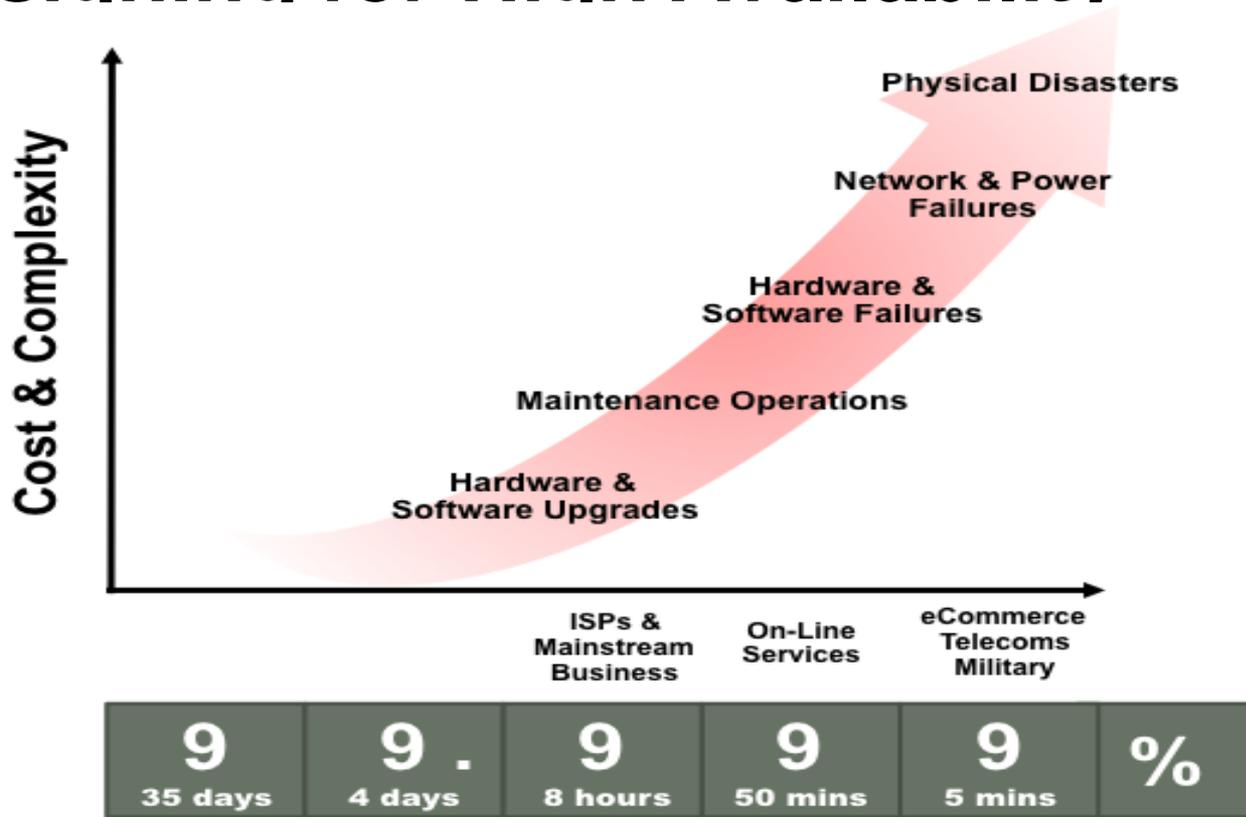 Cost & Complexity
Physical Disasters
Network & Power
Failures
Hardware &
Software Failures
Maintenance Operations
Hardware &
Software Upgrades
ISPs &
Mainstream
Business
On-Line
Services
eCommerce
Telecoms
Military
9 9 . 9 9 9 %
35 days 4 days 8 hours 50 mins 5 mins